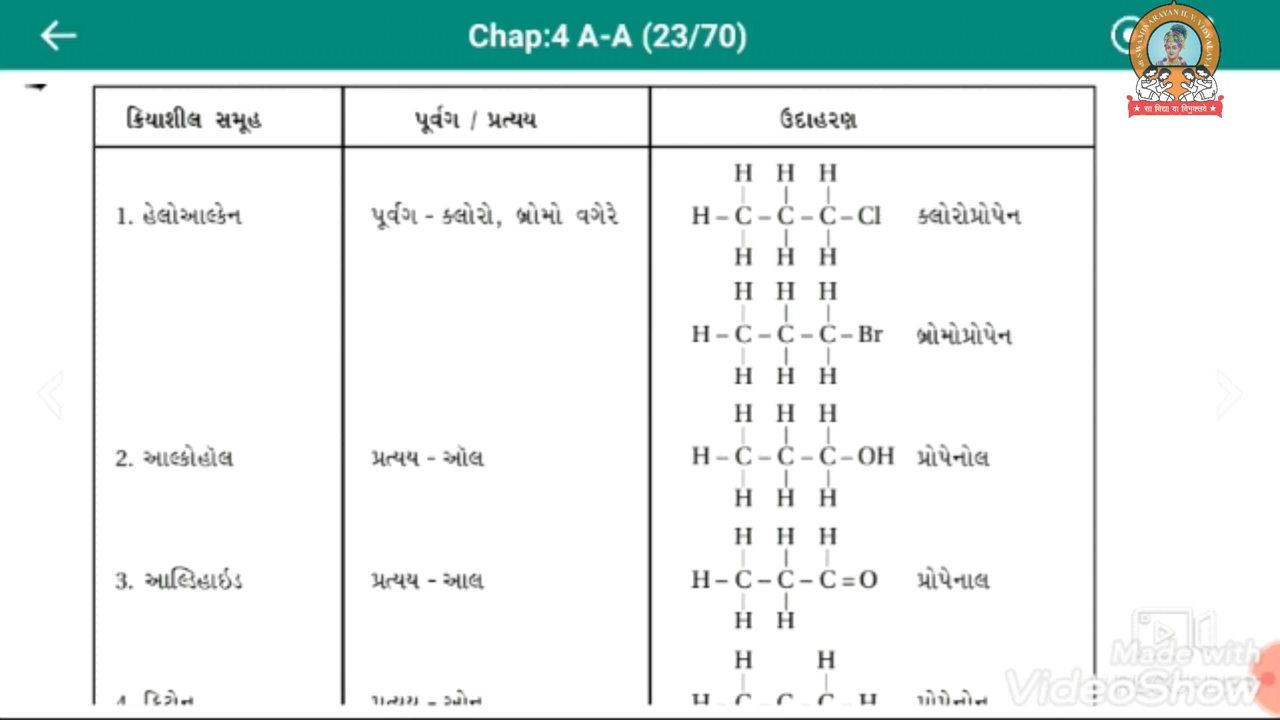 Chap:4 A-A (23/70)
સા વિદ્યા યા વિમુક્તયે
ક્રિયાશીલ સમૂહ પૂર્વગ / પ્રત્યય ઉદાહરણ
H H H
1. હેલોઆલ્કેન પૂર્વગ - ક્લોરો, બ્રોમો વગેરે H – C – C – C – Cl ક્લોરોપ્રોપેન
H H H
H H H
H – C – C – C – Br બ્રોમોપ્રોપેન
H H H
H H H
2. આલ્કોહૉલ પ્રત્યય - ઑલ H – C – C – C – OH પ્રોપેનોલ
H H H
H H H
3. આલ્ડિહાઇડ પ્રત્યય - આલ H – C – C – C = O પ્રોપેનાલ
H H
H H
Made with
VideoShow